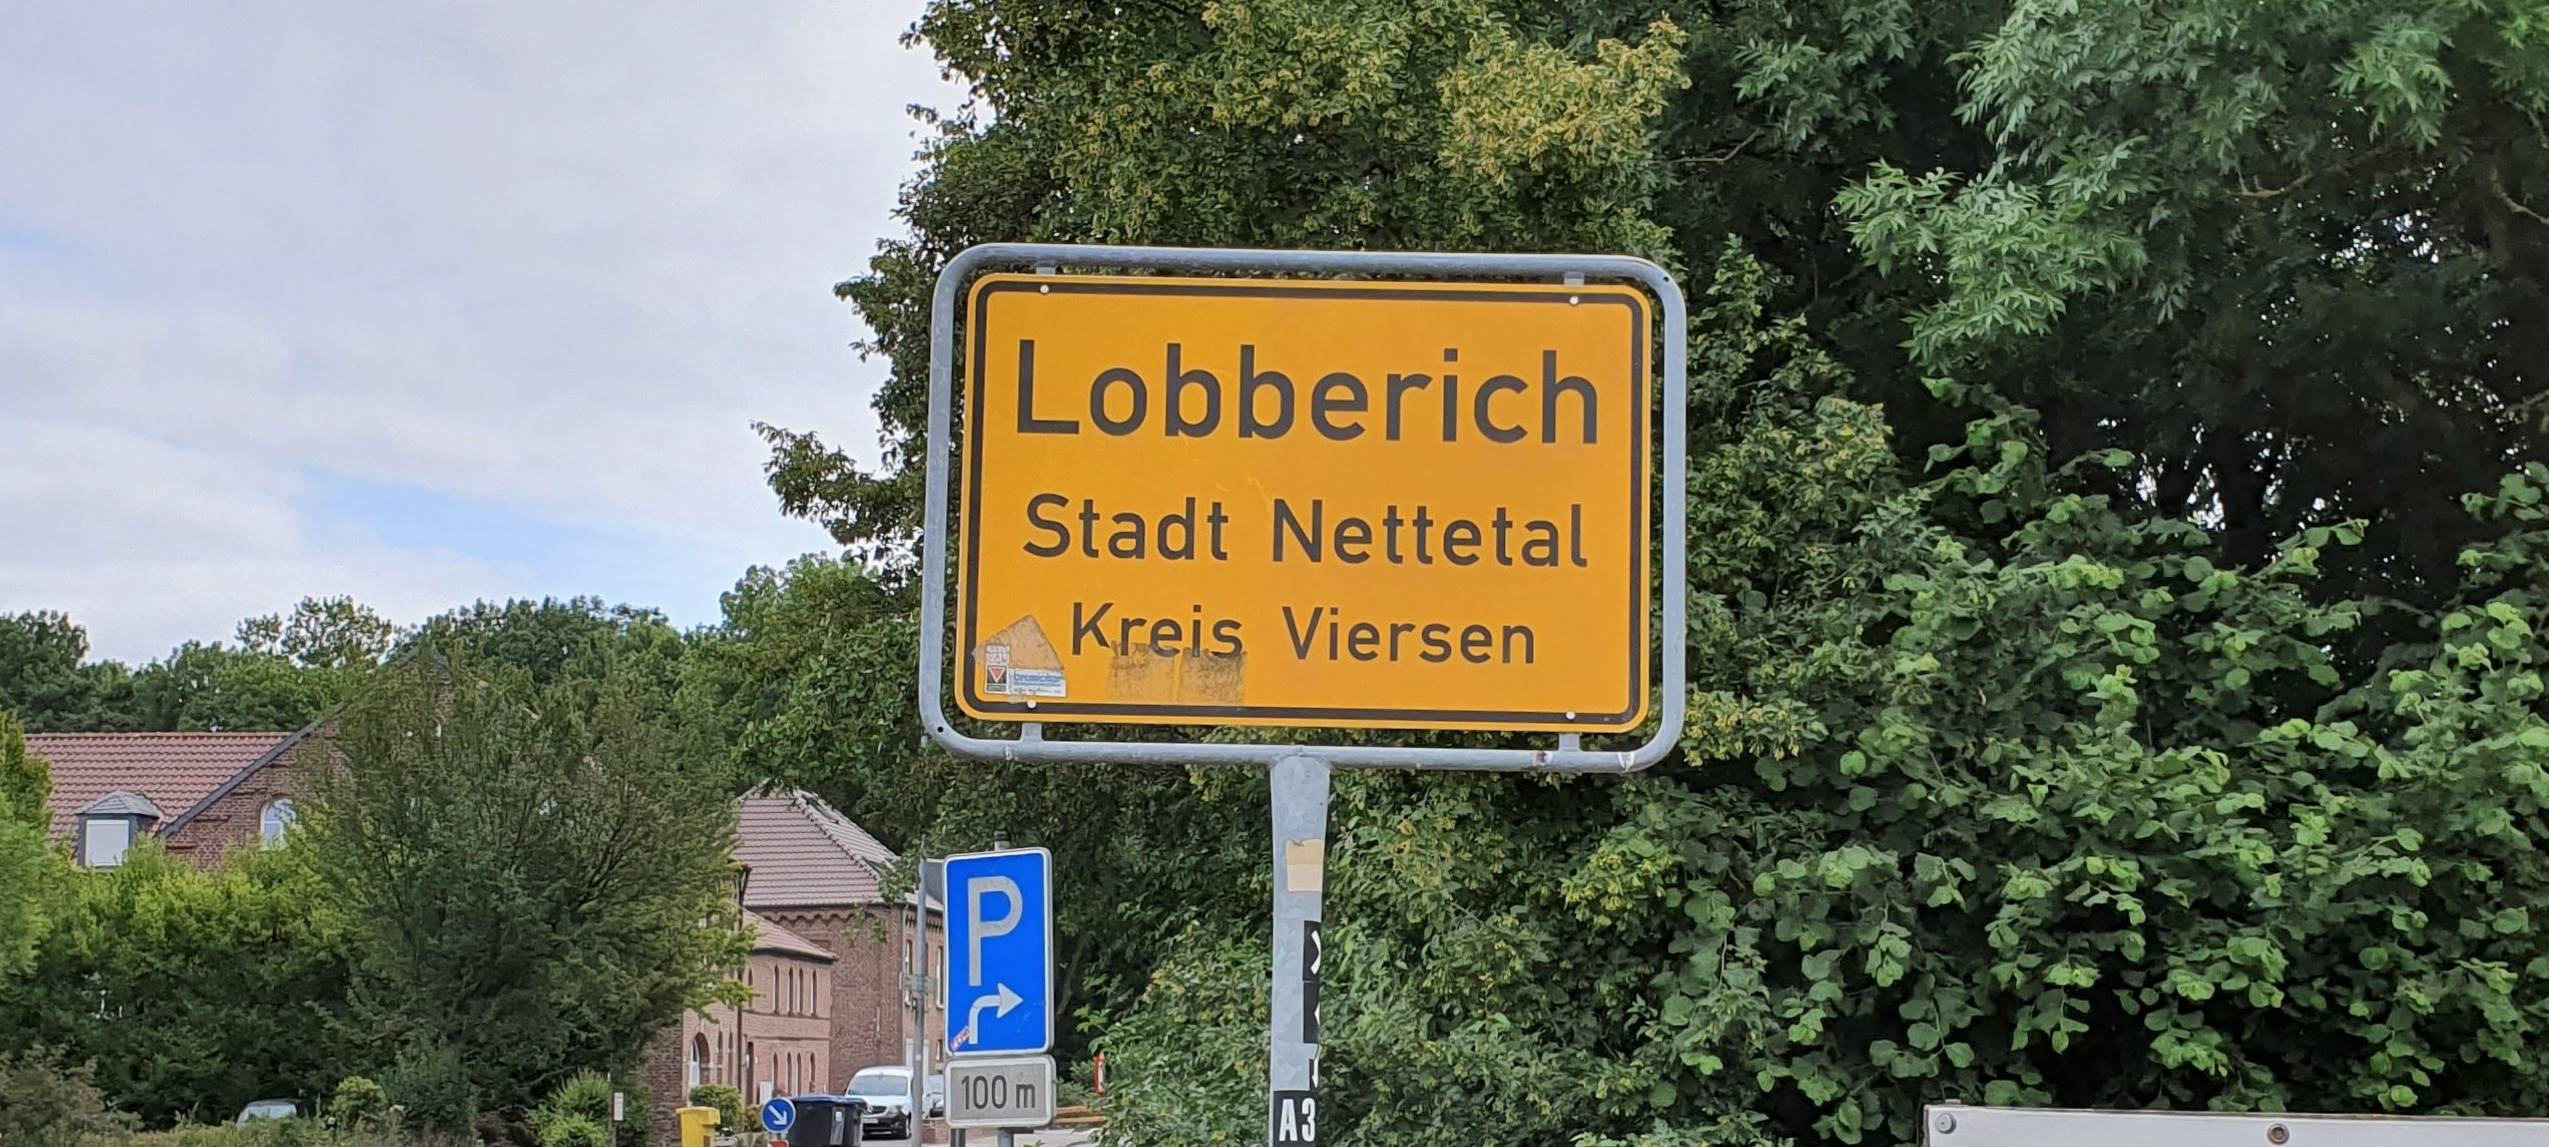 Lobberich
Stadt Nettetal
Kreis Viersen
P
100 m
A3